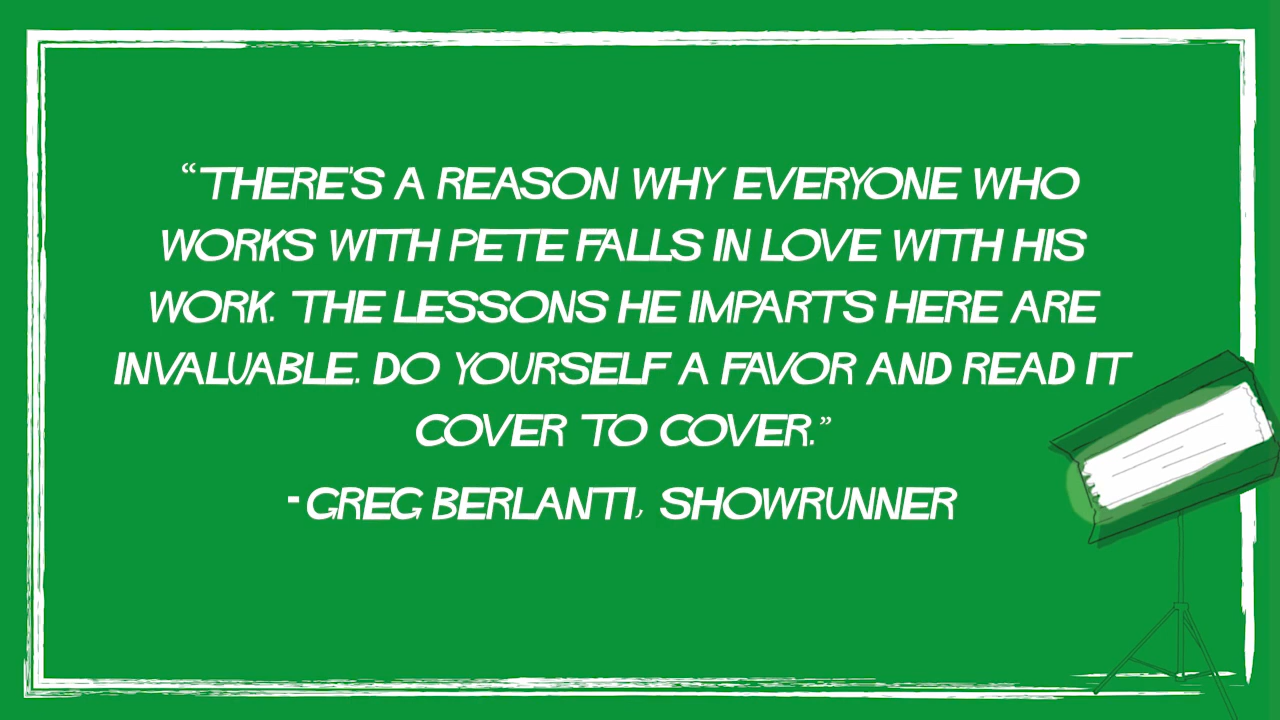 “THERE'S A REASON WHY EVERYONE WHO
WORKS WITH PETE FALLS IN LOVE WITH HIS
WORK. THE LESSONS HE IMPARTS HERE ARE
INVALUABLE. DO YOURSELF A FAVOR AND READ IT
COVER TO COVER.”
- GREG BERLANTI, SHOWRUNNER